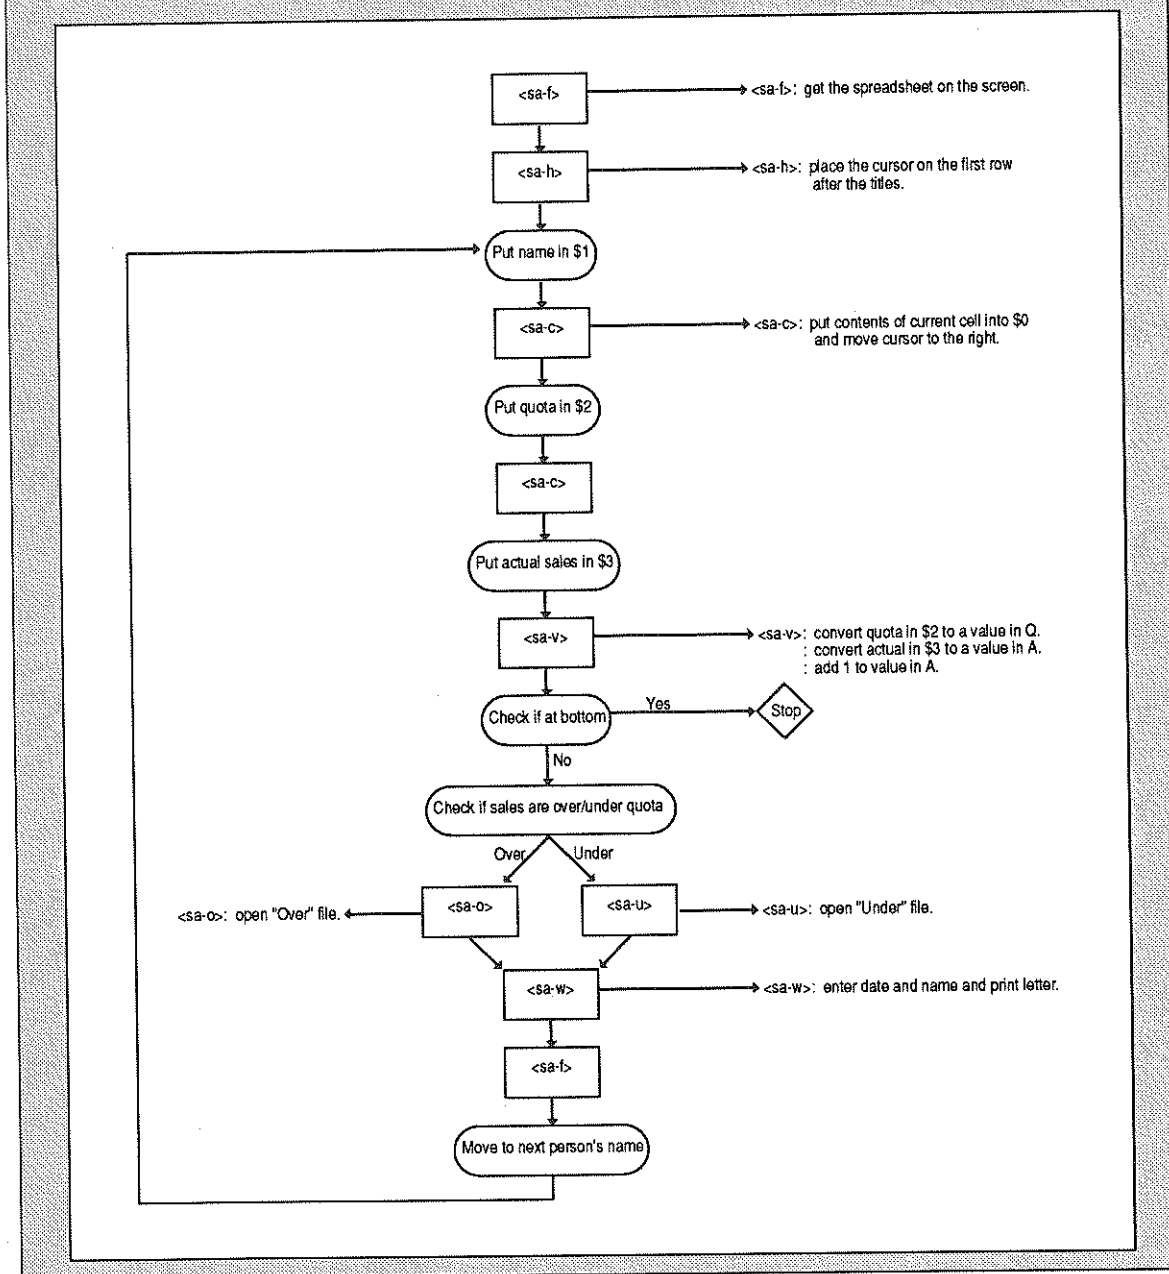 <sa-f>
<sa-f>: get the spreadsheet on the screen.
<sa-h>
<sa-h>: place the cursor on the first row
after the titles.
Put name in $1
<sa-c>
<sa-c>: put contents of current cell into $0
and move cursor to the right.
Put quota in $2
<sa-c>
Put actual sales in $3
<sa-v>
<sa-v>: convert quota in $2 to a value in Q.
: convert actual in $3 to a value in A.
: add 1 to value in A.
Check if at bottom
Yes
Stop
No
Check if sales are over/under quota
Over
Under
<sa-o>: open "Over" file.
<sa-o>
<sa-u>
<sa-u>: open "Under" file.
<sa-w>
<sa-w>: enter date and name and print letter.
<sa-f>
Move to next person's name